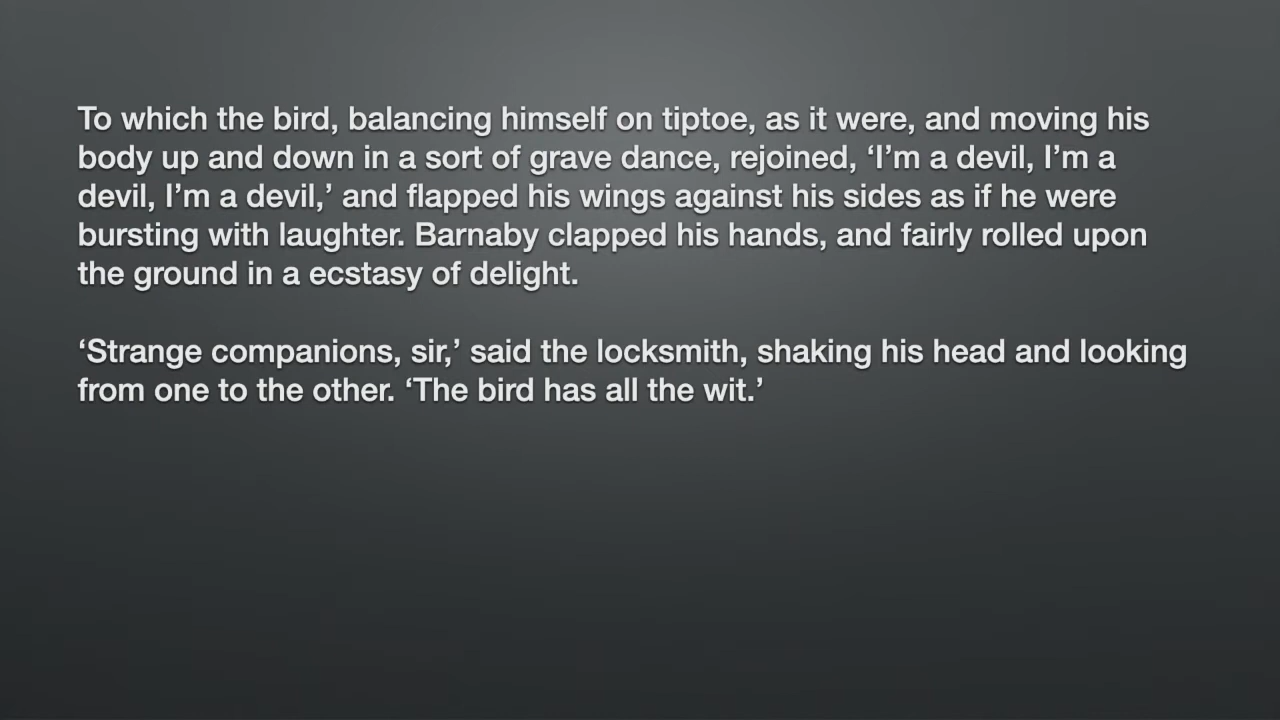 To which the bird, balancing himself on tiptoe, as it were, and moving his
body up and down in a sort of grave dance, rejoined, ‘I’m a devil, I’m a
devil, I’m a devil,’ and flapped his wings against his sides as if he were
bursting with laughter. Barnaby clapped his hands, and fairly rolled upon
the ground in a ecstasy of delight.
‘Strange companions, sir,’ said the locksmith, shaking his head and looking
from one to the other. ‘The bird has all the wit.’